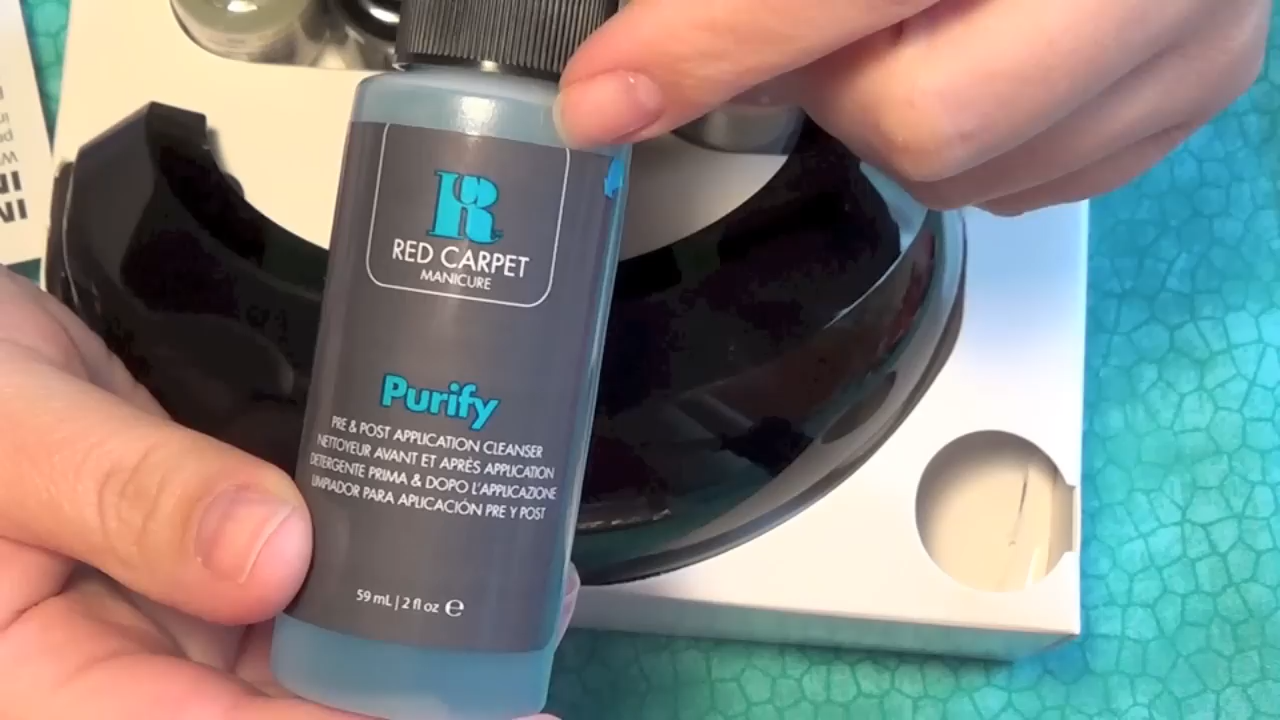 R
RED CARPET
MANICURE
Purify
PRE & POST APPLICATION CLEANSER
NETTOYEUR AVANT ET APRÈS APPLICATION
DETERGENTE PRIMA & DOPO L'APPLICAZIONE
LIMPIADOR PARA APLICACIÓN PRE Y POST
59 mL | 2 fl oz ℮